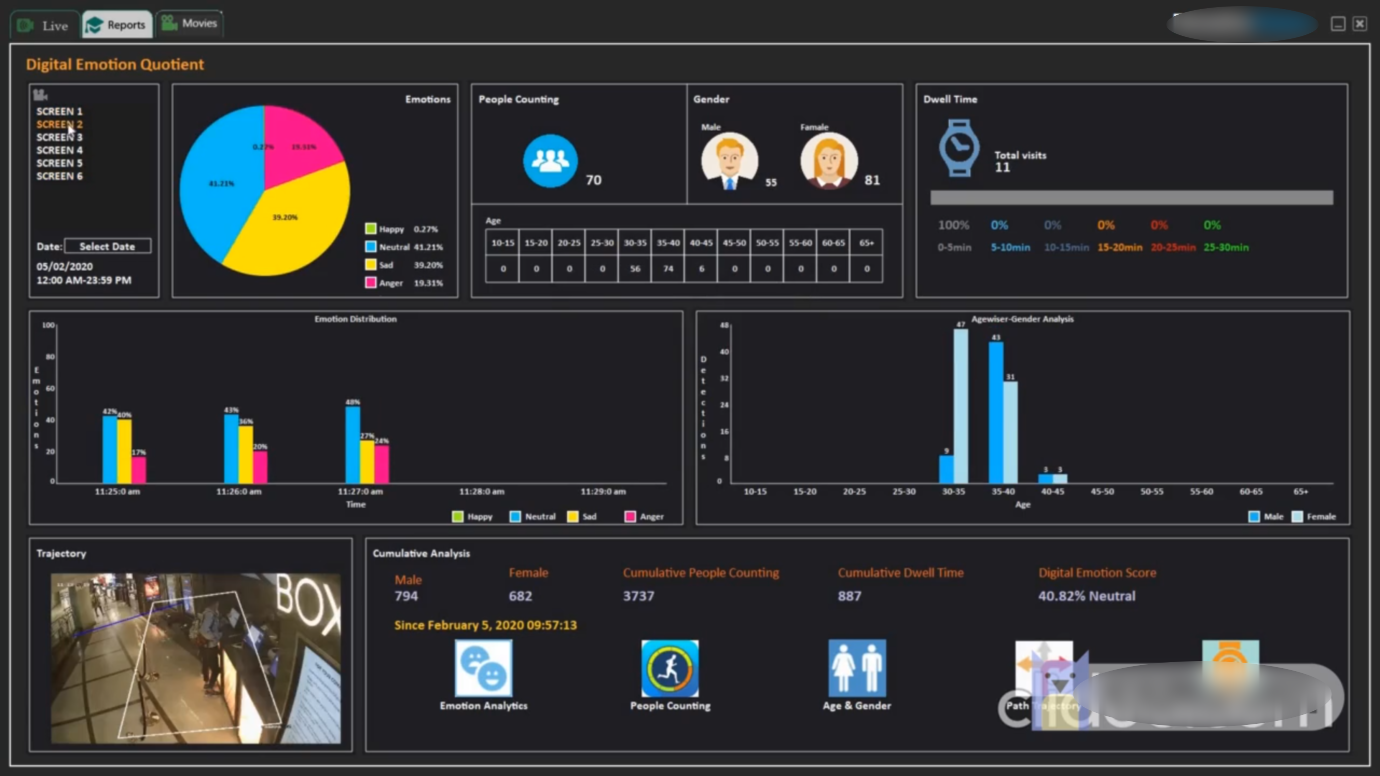 Live
Reports
Movies
Digital Emotion Quotient
SCREEN 1
SCREEN 2
SCREEN 3
SCREEN 4
SCREEN 5
SCREEN 6
Date: Select Date
05/02/2020
12:00 AM-23:59 PM
Emotions
0.27% 19.31%
41.21%
39.20%
Happy 0.27%
Neutral 41.21%
Sad 39.20%
Anger 19.31%
People Counting
70
Gender
Male Famale
55 81
Age
10-15 15-20 20-25 25-30 30-35 35-40 40-45 45-50 50-55 55-60 60-65 65+
0 0 0 0 56 74 6 0 0 0 0 0
Dwell Time
Total visits
11
100% 0% 0% 0% 0% 0%
0-5min 5-10min 10-15min 15-20min 20-25min 25-30min
Emotion Distribution
Emotions
100
80
60
40
20
0
42% 40% 17%
43% 36% 20%
48% 27% 24%
11:25:0 am 11:26:0 am 11:27:0 am 11:28:0 am 11:29:0 am
Time
Happy Neutral Sad Anger
Agewiser-Gender Analysis
Detections
48
40
32
24
16
8
0
9 47 43 31 3 3
10-15 15-20 20-25 25-30 30-35 35-40 40-45 45-50 50-55 55-60 60-65 65+
Age
Male Female
Trajectory
BOX
Cumulative Analysis
Male Female Cumulative People Counting Cumulative Dwell Time Digital Emotion Score
794 682 3737 887 40.82% Neutral
Since February 5, 2020 09:57:13
Emotion Analytics People Counting Age & Gender Path Trajectory